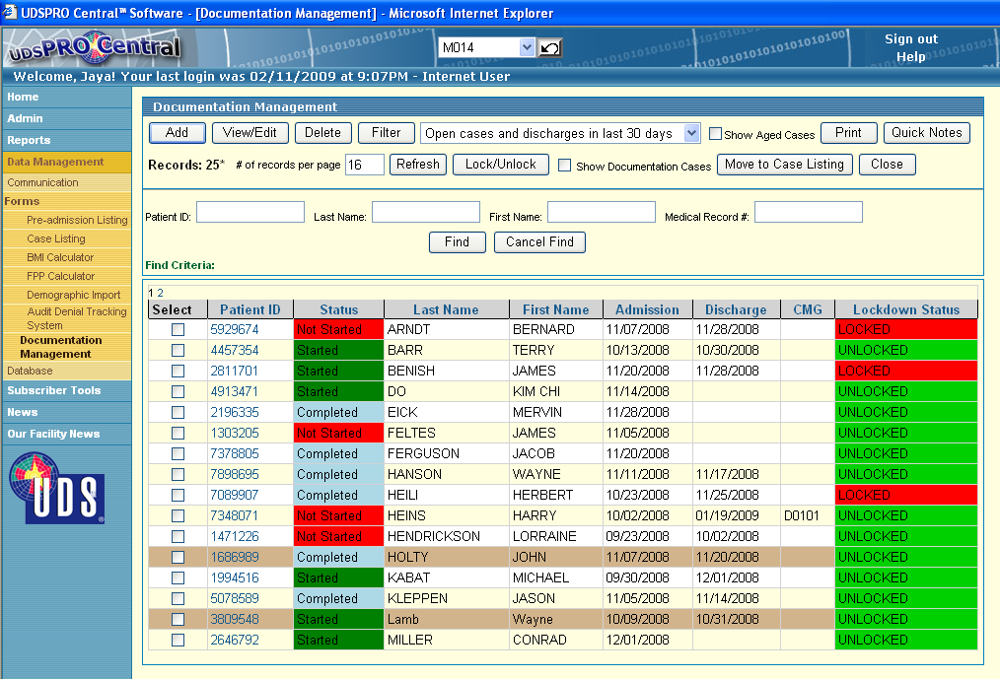 UDSPRO Central™ Software - [Documentation Management] - Microsoft Internet Explorer
UDSPRO Central
M014
Sign out
Help
Welcome, Jaya! Your last login was 02/11/2009 at 9:07PM - Internet User
Home
Admin
Reports
Data Management
Communication
Forms
Pre-admission Listing
Case Listing
BMI Calculator
FPP Calculator
Demographic Import
Audit Denial Tracking
System
Documentation
Management
Database
Subscriber Tools
News
Our Facility News
UDS
Documentation Management
Add View/Edit Delete Filter Open cases and discharges in last 30 days Show Aged Cases Print Quick Notes
Records: 25* # of records per page 16 Refresh Lock/Unlock Show Documentation Cases Move to Case Listing Close
Patient ID: Last Name: First Name: Medical Record #:
Find Cancel Find
Find Criteria:
1 2
Select Patient ID Status Last Name First Name Admission Discharge CMG Lockdown Status
5929674 Not Started ARNDT BERNARD 11/07/2008 11/28/2008 LOCKED
4457354 Started BARR TERRY 10/13/2008 10/30/2008 UNLOCKED
2811701 Started BENISH JAMES 11/20/2008 11/28/2008 LOCKED
4913471 Started DO KIM CHI 11/14/2008 UNLOCKED
2196335 Completed EICK MERVIN 11/28/2008 UNLOCKED
1303205 Not Started FELTES JAMES 11/05/2008 UNLOCKED
7378805 Completed FERGUSON JACOB 11/20/2008 UNLOCKED
7898695 Completed HANSON WAYNE 11/11/2008 11/17/2008 UNLOCKED
7089907 Completed HEILI HERBERT 10/23/2008 11/25/2008 LOCKED
7348071 Not Started HEINS HARRY 10/02/2008 01/19/2009 D0101 UNLOCKED
1471226 Not Started HENDRICKSON LORRAINE 09/23/2008 10/02/2008 UNLOCKED
1686989 Completed HOLTY JOHN 11/07/2008 11/20/2008 UNLOCKED
1994516 Started KABAT MICHAEL 09/30/2008 12/01/2008 UNLOCKED
5078589 Completed KLEPPEN JASON 11/05/2008 11/14/2008 UNLOCKED
3809548 Started Lamb Wayne 10/09/2008 10/31/2008 UNLOCKED
2646792 Started MILLER CONRAD 12/01/2008 UNLOCKED